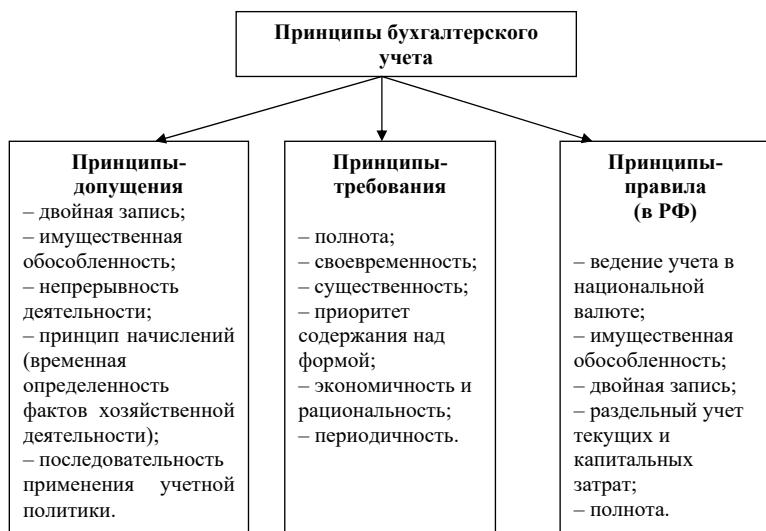 Принципы бухгалтерского
учета
Принципы-
допущения
– двойная запись;
– имущественная
обособленность;
– непрерывность
деятельности;
– принцип начислений
(временная
определенность
фактов хозяйственной
деятельности);
– последовательность
применения учетной
политики.
Принципы-
требования
– полнота;
– своевременность;
– существенность;
– приоритет
содержания над
формой;
– экономичность и
рациональность;
– периодичность.
Принципы-
правила
(в РФ)
– ведение учета в
национальной
валюте;
– имущественная
обособленность;
– двойная запись;
– раздельный учет
текущих и
капитальных
затрат;
– полнота.